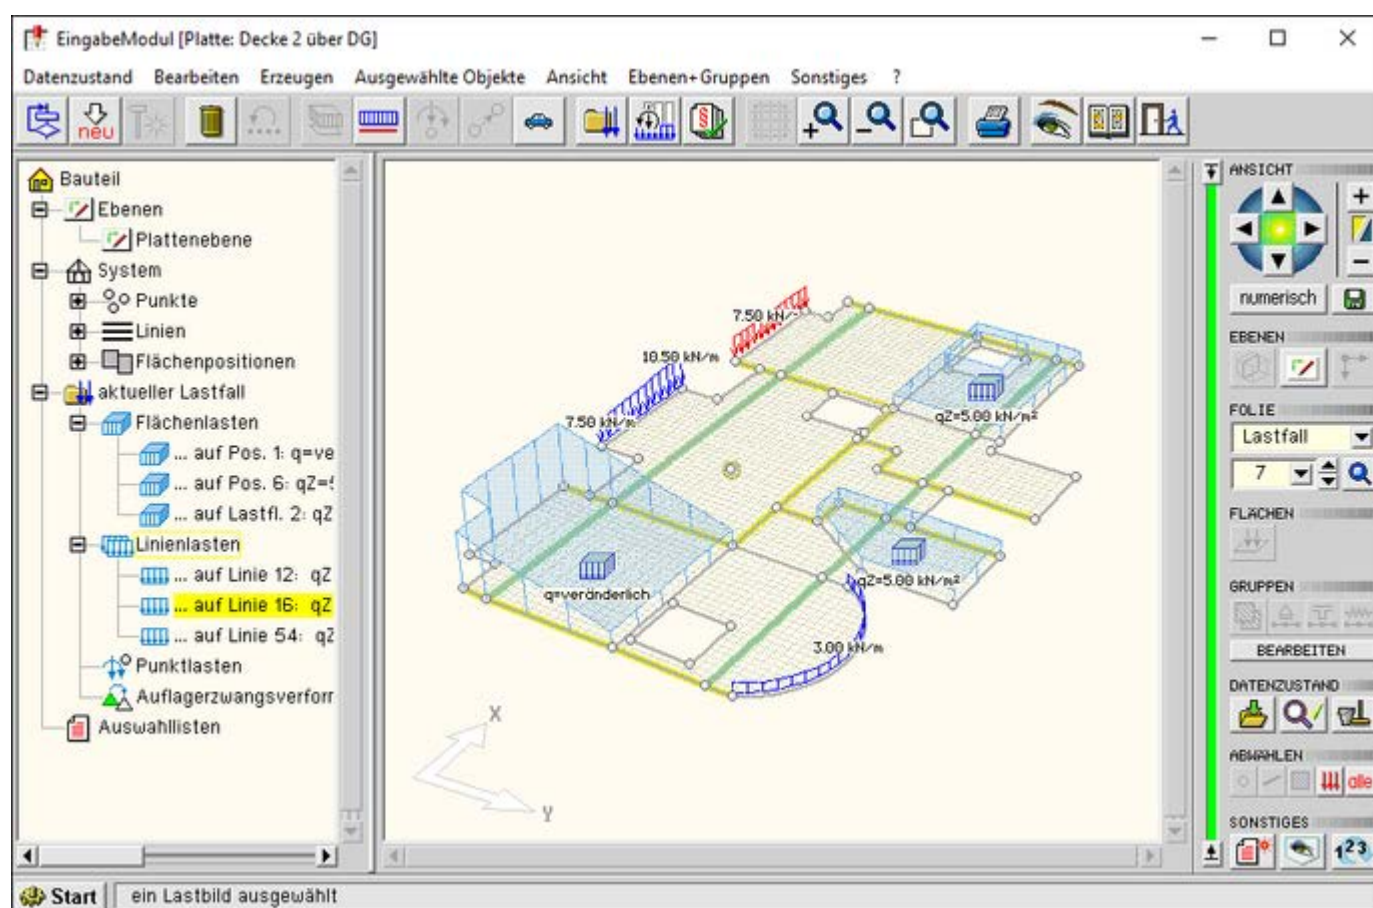 EingabeModul [Platte: Decke 2 über DG]
Datenzustand Bearbeiten Erzeugen Ausgewählte Objekte Ansicht Ebenen+Gruppen Sonstiges ?
neu
Bauteil
Ebenen
Plattenebene
System
Punkte
Linien
Flächenpositionen
aktueller Lastfall
Flächenlasten
... auf Pos. 1: q=ve
... auf Pos. 6: qZ=5
... auf Lastfl. 2: qZ
Linienlasten
... auf Linie 12: qZ
... auf Linie 16: qZ
... auf Linie 54: qZ
Punktlasten
Auflagerzwangsverforr
Auswahllisten
7.50 kN/
10.50 kN/m
7.50 kN/m
qZ=5.00 kN/m²
q=veränderlich
qZ=5.00 kN/m²
3.00 kN/m
X
Y
ANSICHT
numerisch
EBENEN
FOLIE
Lastfall
7
FLÄCHEN
GRUPPEN
BEARBEITEN
DATENZUSTAND
ABWÄHLEN
alle
SONSTIGES
123
Start ein Lastbild ausgewählt